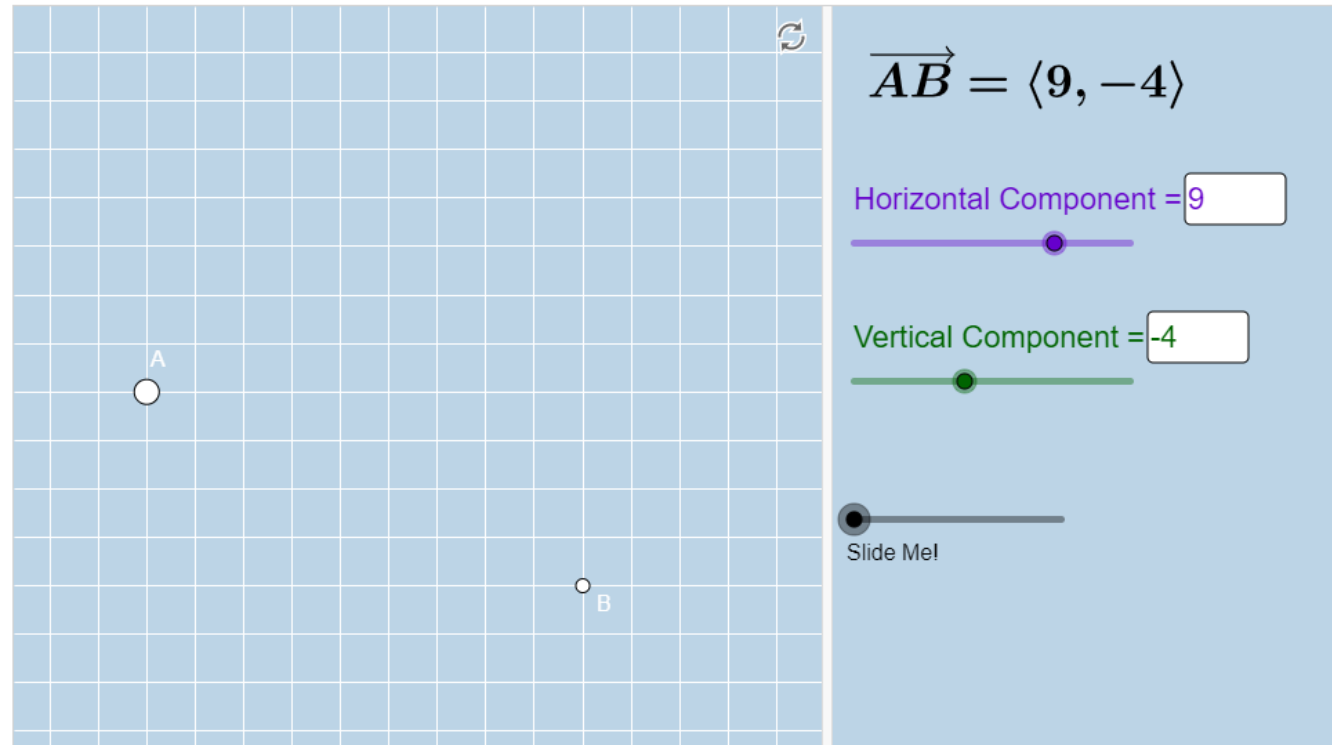 A
B
AB = ⟨9, −4⟩
Horizontal Component = 9
Vertical Component = -4
Slide Me!